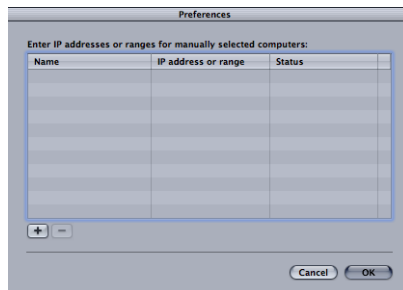 Preferences
Enter IP addresses or ranges for manually selected computers:
Name IP address or range Status
+ −
Cancel OK